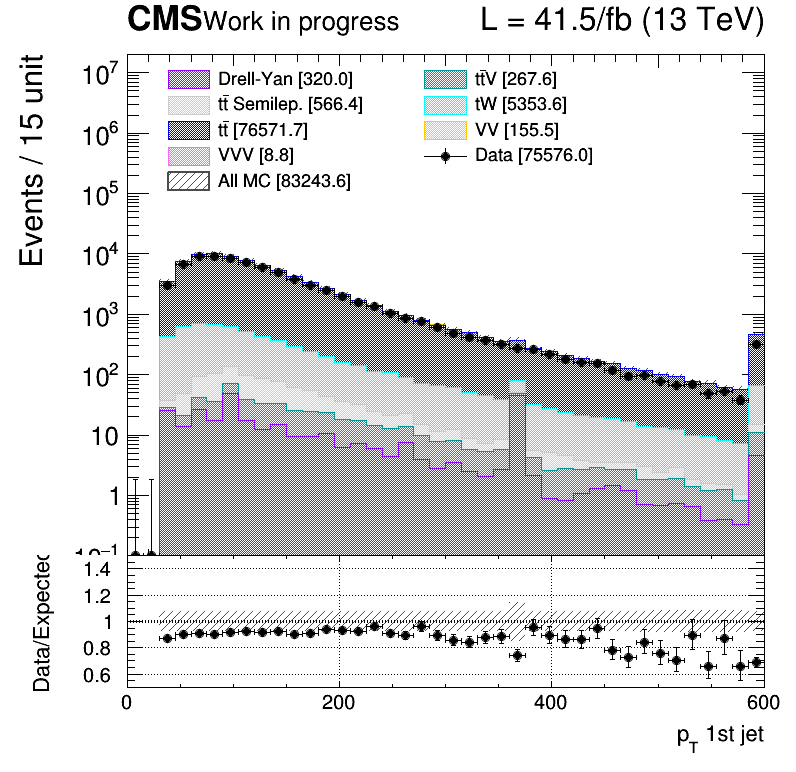 CMS Work in progress L = 41.5/fb (13 TeV)
Events / 15 unit
10⁷
10⁶
10⁵
10⁴
10³
10²
10
1
10⁻¹
Drell-Yan [320.0]
tt̄ Semilep. [566.4]
tt̄ [76571.7]
VVV [8.8]
All MC [83243.6]
tt̄V [267.6]
tW [5353.6]
VV [155.5]
Data [75576.0]
Data/Expected
1.4
1.2
1
0.8
0.6
0 200 400 600
p_T 1st jet